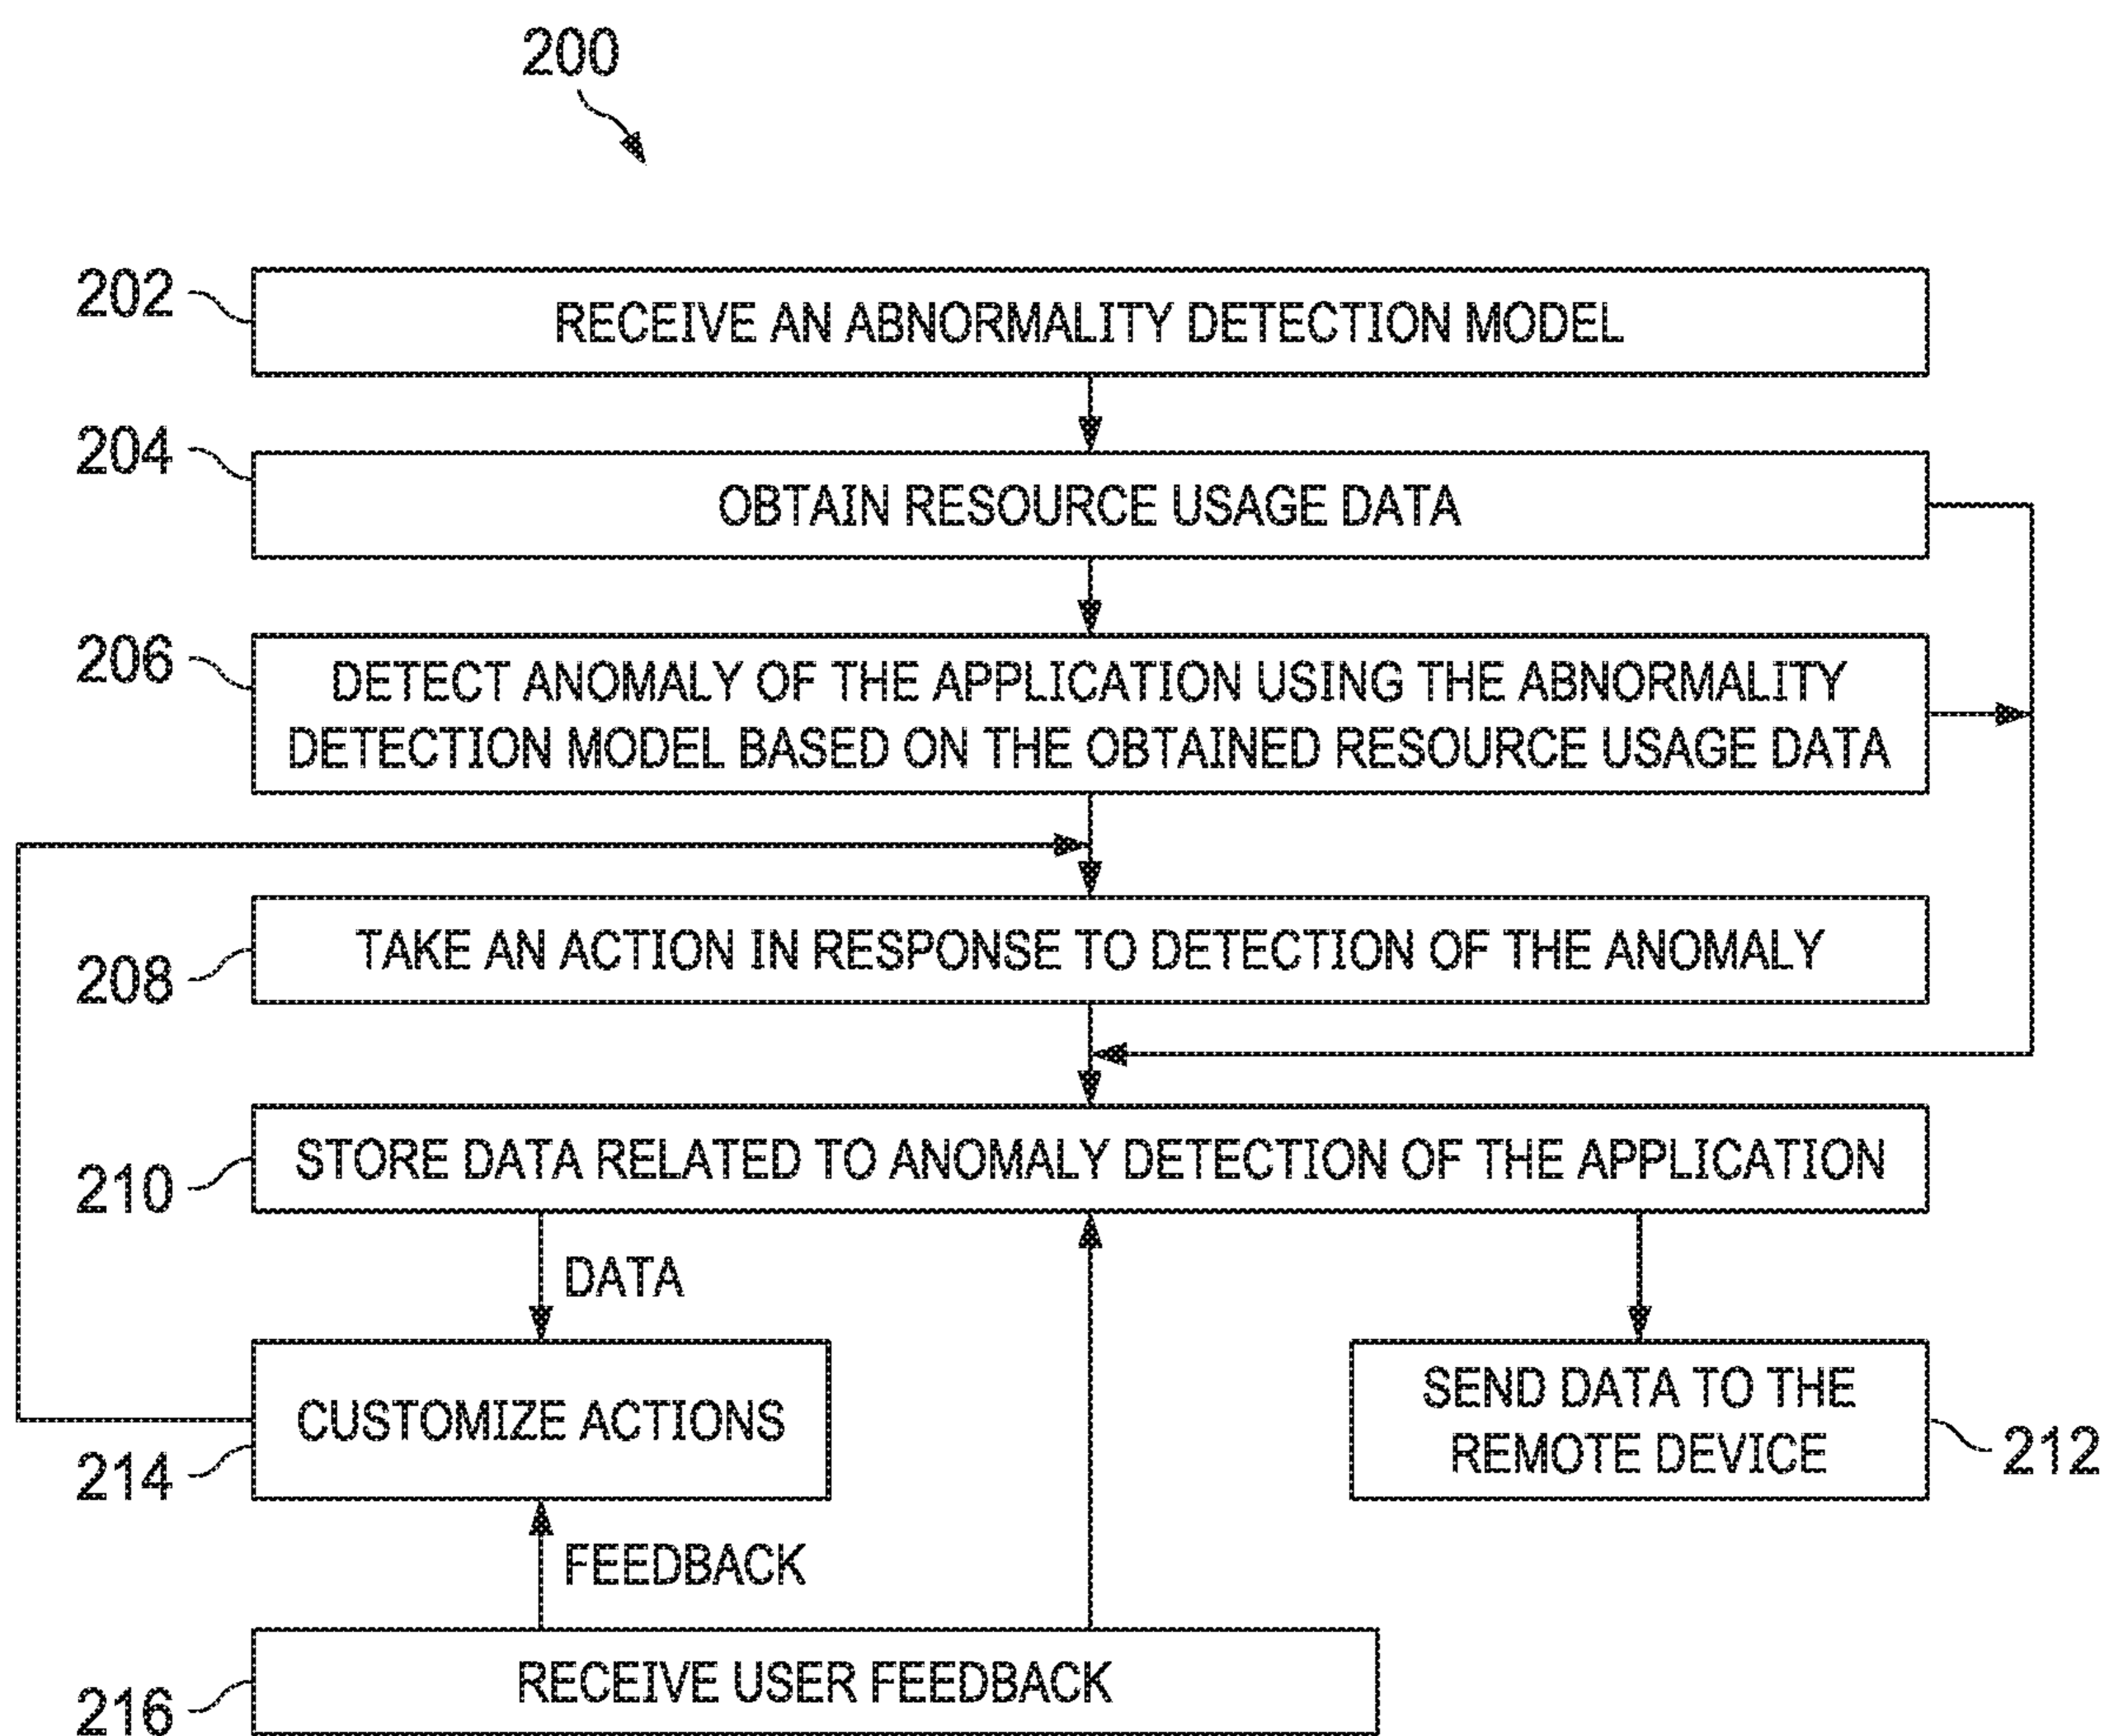 200
202
RECEIVE AN ABNORMALITY DETECTION MODEL
204
OBTAIN RESOURCE USAGE DATA
206
DETECT ANOMALY OF THE APPLICATION USING THE ABNORMALITY
DETECTION MODEL BASED ON THE OBTAINED RESOURCE USAGE DATA
208
TAKE AN ACTION IN RESPONSE TO DETECTION OF THE ANOMALY
210
STORE DATA RELATED TO ANOMALY DETECTION OF THE APPLICATION
DATA
214
CUSTOMIZE ACTIONS
SEND DATA TO THE
REMOTE DEVICE
212
FEEDBACK
216
RECEIVE USER FEEDBACK